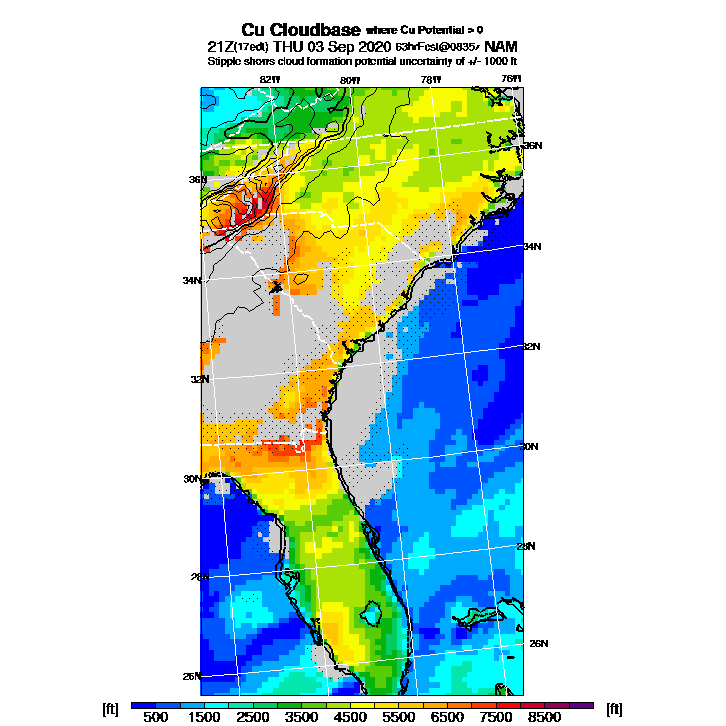 Cu Cloudbase where Cu Potential > 0
21Z(17edt) THU 03 Sep 2020 63hrFcst@0835z NAM
Stipple shows cloud formation potential uncertainty of +/- 1000 ft
82W 80W 78W 76W
36N 36N
34N 34N
32N 32N
30N 30N
28N 28N
26N 26N
[ft] 500 1500 2500 3500 4500 5500 6500 7500 8500 [ft]